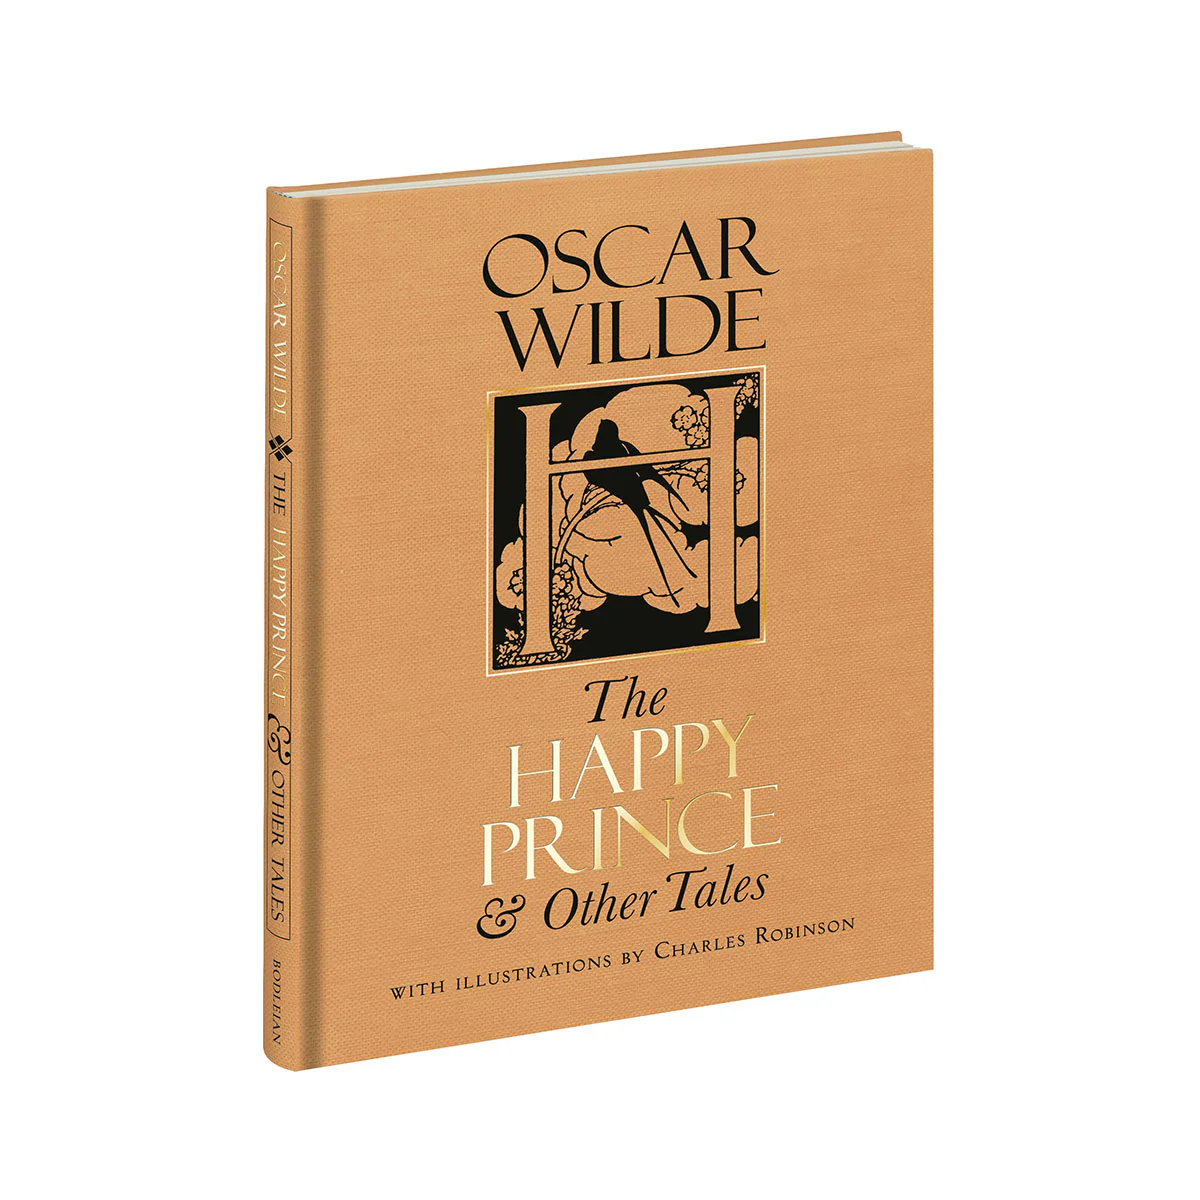 OSCAR
WILDE
H
The
HAPPY
PRINCE
& Other Tales
WITH ILLUSTRATIONS BY CHARLES ROBINSON
OSCAR WILDE THE HAPPY PRINCE & OTHER TALES BODLEIAN